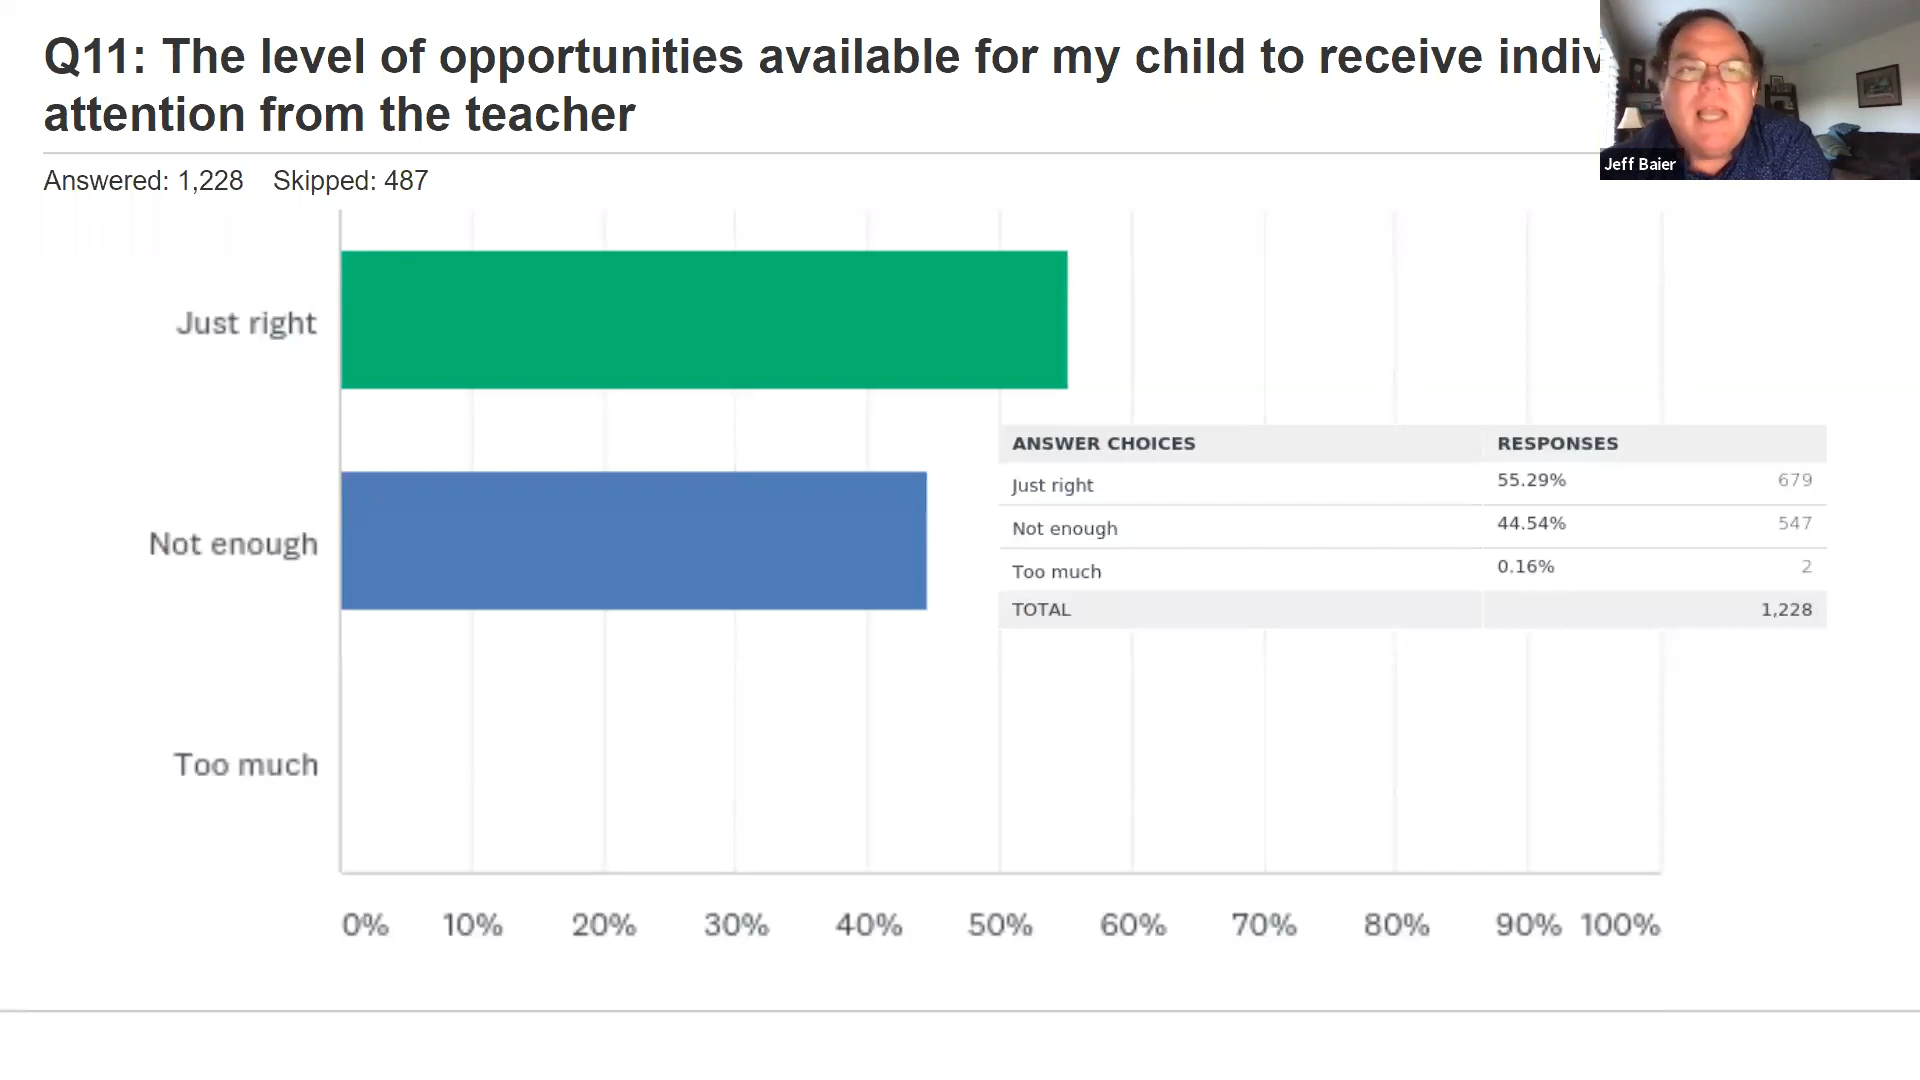 Q11: The level of opportunities available for my child to receive indiv
attention from the teacher
Jeff Baier
Answered: 1,228 Skipped: 487
Just right
ANSWER CHOICES RESPONSES
Just right 55.29% 679
Not enough 44.54% 547
Too much 0.16% 2
TOTAL 1,228
Not enough
Too much
0% 10% 20% 30% 40% 50% 60% 70% 80% 90% 100%